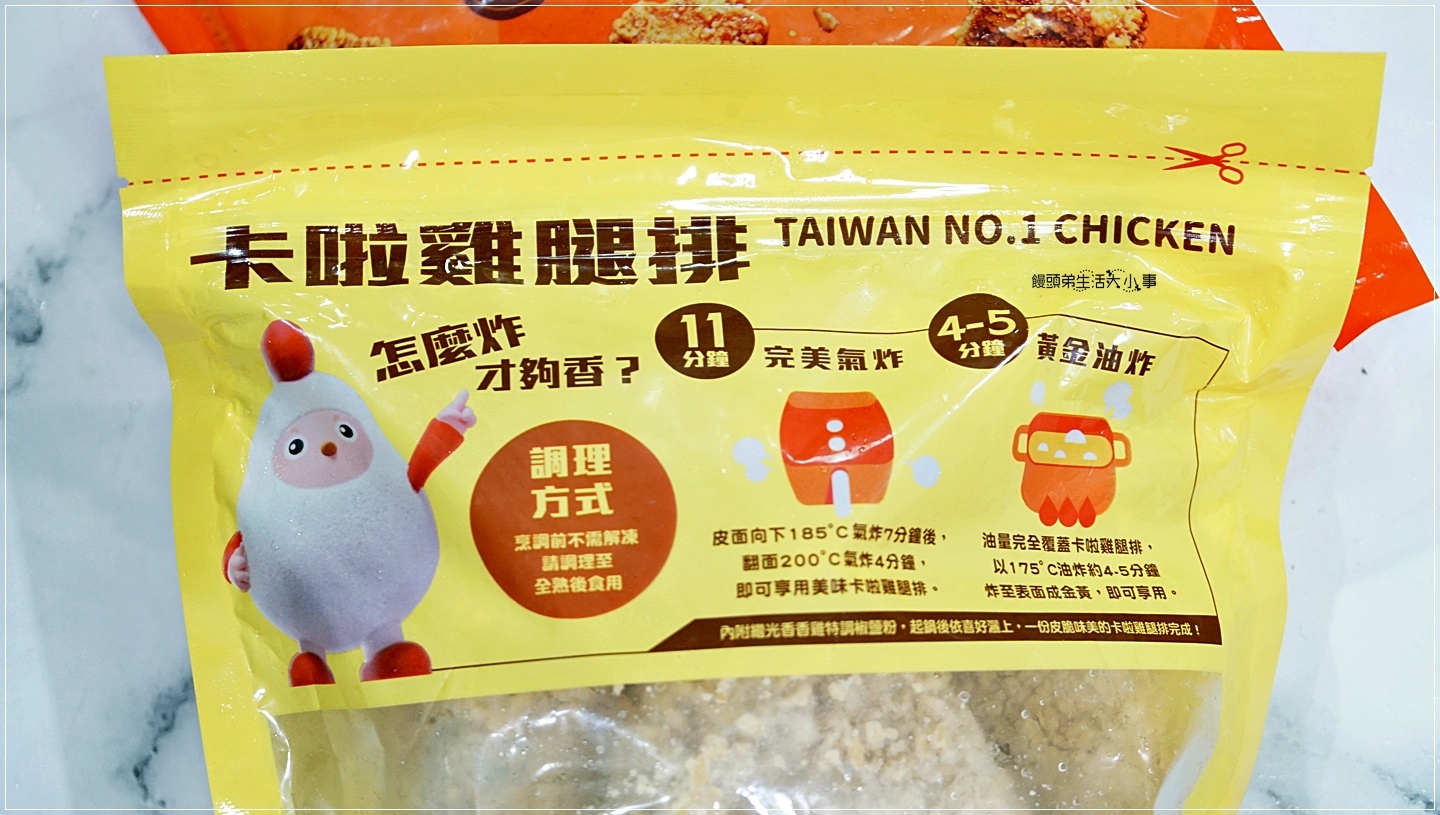 卡啦雞腿排 TAIWAN NO.1 CHICKEN
饅頭弟生活大小事
怎麼炸
才夠香？
調理
方式
烹調前不需解凍
請調理至
全熟後食用
11
分鐘
完美氣炸
皮面向下185°C氣炸7分鐘後，
翻面200°C氣炸4分鐘，
即可享用美味卡啦雞腿排。
4-5
分鐘
黃金油炸
油量完全覆蓋卡啦雞腿排，
以175°C油炸約4-5分鐘
炸至表面成金黃，即可享用。
內附繼光香香雞特調椒鹽粉，起鍋後依喜好灑上，一份皮脆味美的卡啦雞腿排完成！